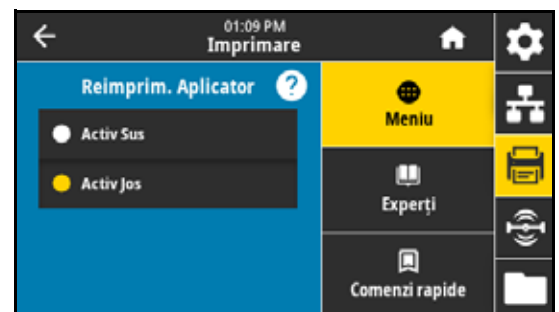 01:09 PM
Imprimare
Reimprim. Aplicator ?
Activ Sus
Activ Jos
Meniu
Experți
Comenzi rapide